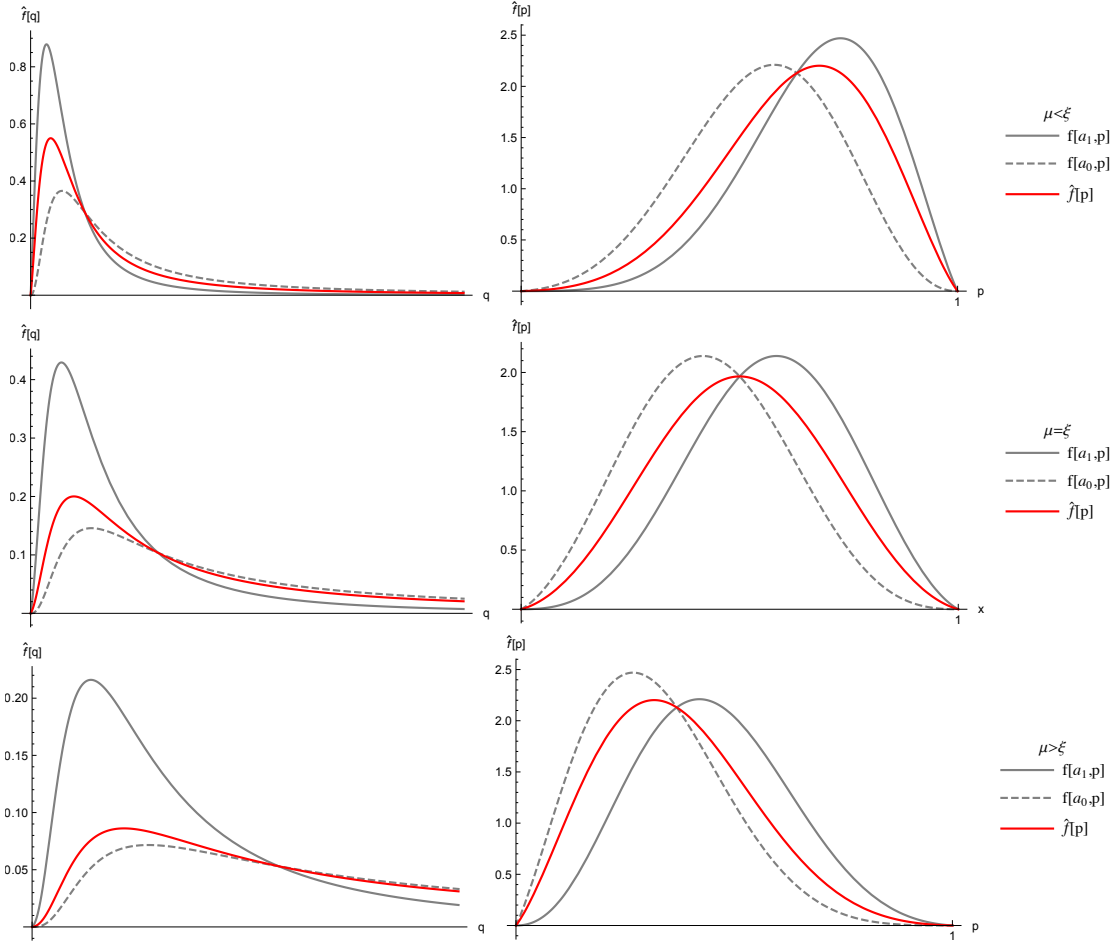 f̂[q]
0.8
0.6
0.4
0.2
q
f̂[p]
2.5
2.0
1.5
1.0
0.5
1
p
μ<ξ
f[a₁,p]
f[a₀,p]
f̂[p]
f̂[q]
0.4
0.3
0.2
0.1
q
f̂[p]
2.0
1.5
1.0
0.5
1
x
μ=ξ
f[a₁,p]
f[a₀,p]
f̂[p]
f̂[q]
0.20
0.15
0.10
0.05
q
f̂[p]
2.5
2.0
1.5
1.0
0.5
1
p
μ>ξ
f[a₁,p]
f[a₀,p]
f̂[p]